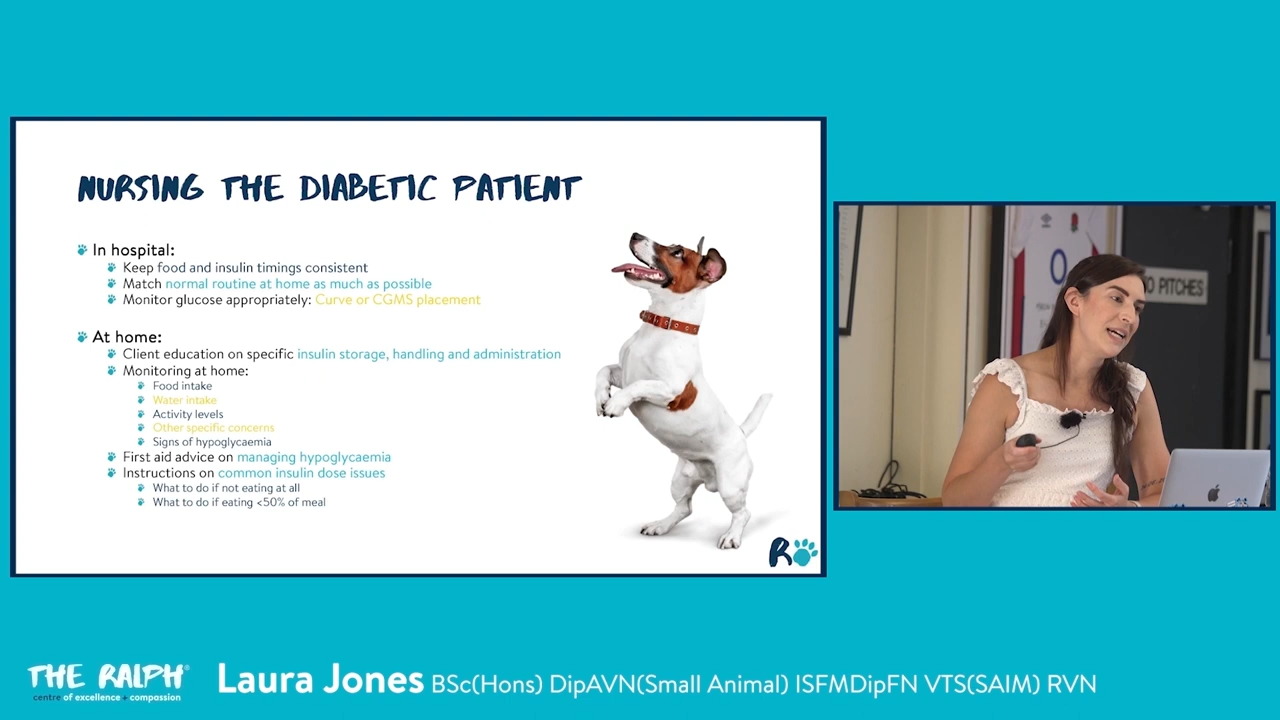 NURSING THE DIABETIC PATIENT
In hospital:
Keep food and insulin timings consistent
Match normal routine at home as much as possible
Monitor glucose appropriately: Curve or CGMS placement
At home:
Client education on specific insulin storage, handling and administration
Monitoring at home:
Food intake
Water intake
Activity levels
Other specific concerns
Signs of hypoglycaemia
First aid advice on managing hypoglycaemia
Instructions on common insulin dose issues
What to do if not eating at all
What to do if eating <50% of meal
R
O PITCHES
THE RALPH®
centre of excellence + compassion
Laura Jones BSc(Hons) DipAVN(Small Animal) ISFMDipFN VTS(SAIM) RVN